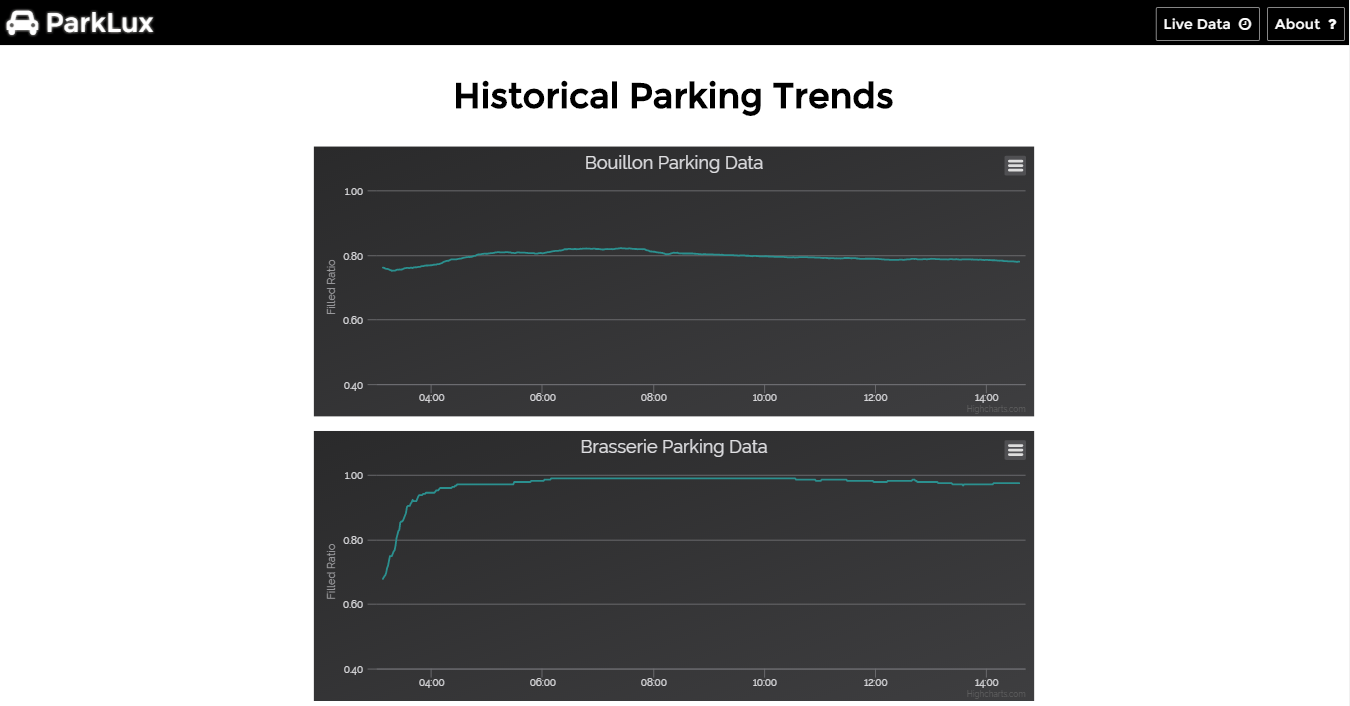 ParkLux
Live Data
About ?
Historical Parking Trends
Bouillon Parking Data
Filled Ratio
1.00
0.80
0.60
0.40
04:00 06:00 08:00 10:00 12:00 14:00
Highcharts.com
Brasserie Parking Data
Filled Ratio
1.00
0.80
0.60
0.40
04:00 06:00 08:00 10:00 12:00 14:00
Highcharts.com